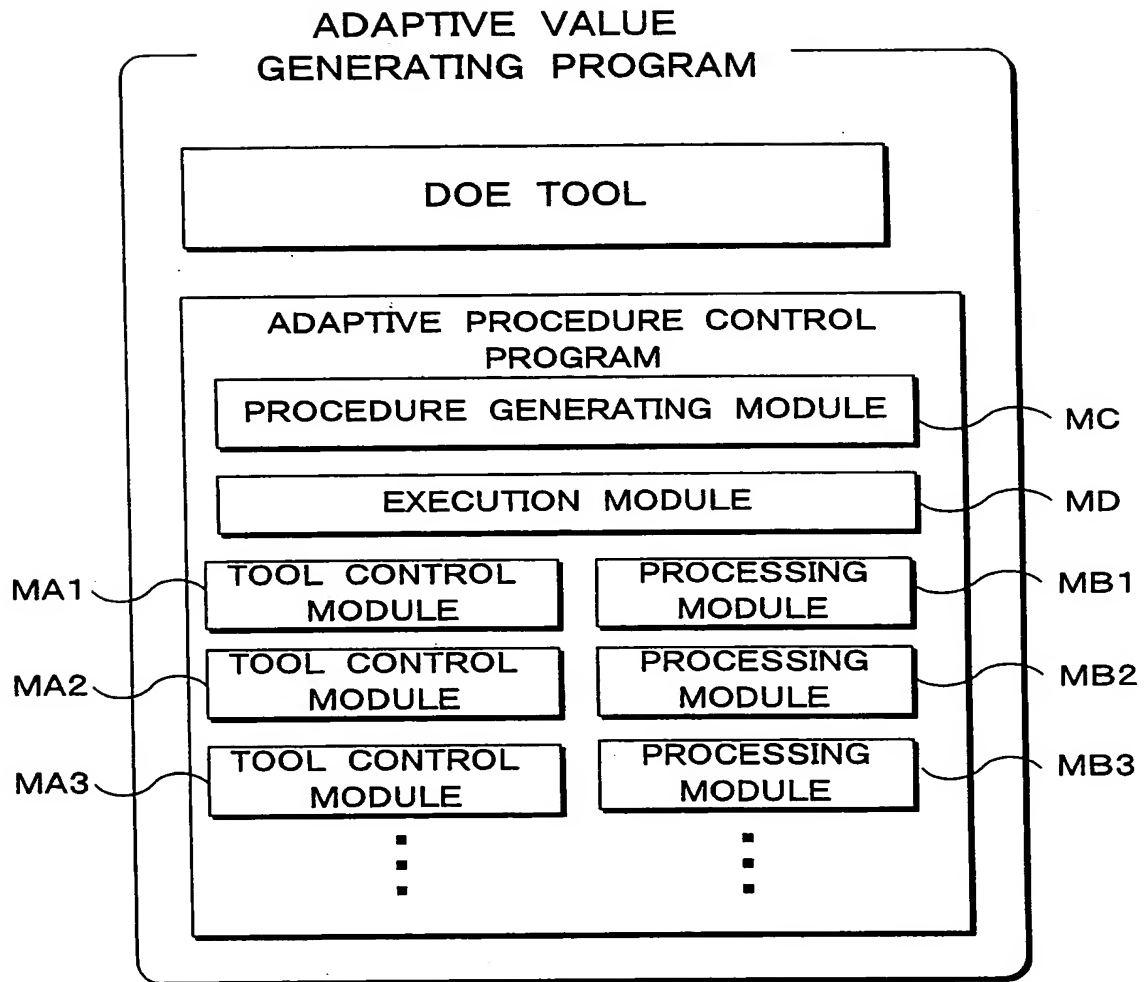 ADAPTIVE VALUE
GENERATING PROGRAM
DOE TOOL
ADAPTIVE PROCEDURE CONTROL
PROGRAM
PROCEDURE GENERATING MODULE
MC
EXECUTION MODULE
MD
MA1
TOOL CONTROL
MODULE
PROCESSING
MODULE
MB1
MA2
TOOL CONTROL
MODULE
PROCESSING
MODULE
MB2
MA3
TOOL CONTROL
MODULE
PROCESSING
MODULE
MB3